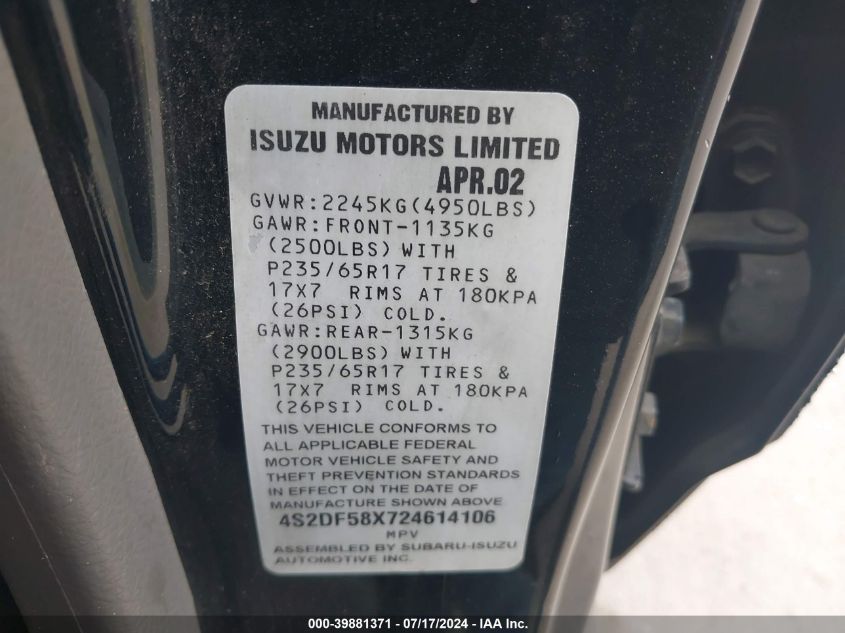 MANUFACTURED BY
ISUZU MOTORS LIMITED
APR.02
GVWR:2245KG(4950LBS)
GAWR:FRONT-1135KG
(2500LBS) WITH
P235/65R17 TIRES &
17X7 RIMS AT 180KPA
(26PSI) COLD.
GAWR:REAR-1315KG
(2900LBS) WITH
P235/65R17 TIRES &
17X7 RIMS AT 180KPA
(26PSI) COLD.
THIS VEHICLE CONFORMS TO
ALL APPLICABLE FEDERAL
MOTOR VEHICLE SAFETY AND
THEFT PREVENTION STANDARDS
IN EFFECT ON THE DATE OF
MANUFACTURE SHOWN ABOVE
4S2DF58X724614106
MPV
ASSEMBLED BY SUBARU-ISUZU
AUTOMOTIVE INC.
000-39881371 - 07/17/2024 - IAA Inc.